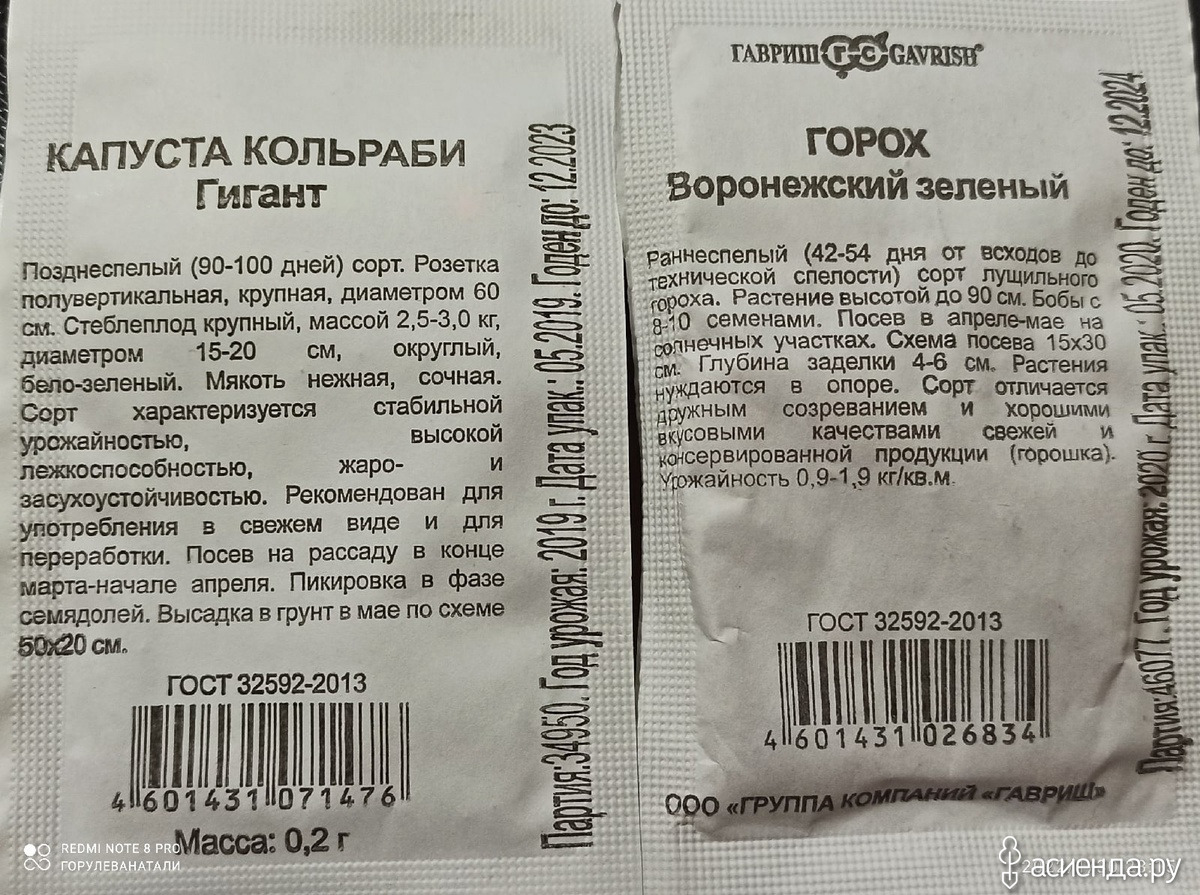 КАПУСТА КОЛЬРАБИ
Гигант
Позднеспелый (90-100 дней) сорт. Розетка
полувертикальная, крупная, диаметром 60
см. Стеблеплод крупный, массой 2,5-3,0 кг,
диаметром 15-20 см, округлый,
бело-зеленый. Мякоть нежная, сочная.
Сорт характеризуется стабильной
урожайностью, высокой
лежкоспособностью, жаро- и
засухоустойчивостью. Рекомендован для
употребления в свежем виде и для
переработки. Посев на рассаду в конце
марта-начале апреля. Пикировка в фазе
семядолей. Высадка в грунт в мае по схеме
50х20 см.
ГОСТ 32592-2013
4 601431 071476
Масса: 0,2 г
Партия:34950. Год урожая: 2019 г. Дата упак.: 05.2019. Годен до: 12.2023
ГАВРИШ ГС GAVRISH®
ГОРОХ
Воронежский зеленый
Раннеспелый (42-54 дня от всходов до
технической спелости) сорт лущильного
гороха. Растение высотой до 90 см. Бобы с
8-10 семенами. Посев в апреле-мае на
солнечных участках. Схема посева 15х30
см. Глубина заделки 4-6 см. Растения
нуждаются в опоре. Сорт отличается
дружным созреванием и хорошими
вкусовыми качествами свежей и
консервированной продукции (горошка).
Урожайность 0,9-1,9 кг/кв.м.
ГОСТ 32592-2013
4 601431 026834
ООО «ГРУППА КОМПАНИЙ «ГАВРИШ»
Партия:46077. Год урожая: 2020 г. Дата упак.: 05.2020. Годен до: 12.2024
REDMI NOTE 8 PRO
ГОРУЛЕВАНАТАЛИ
асиенда.ру